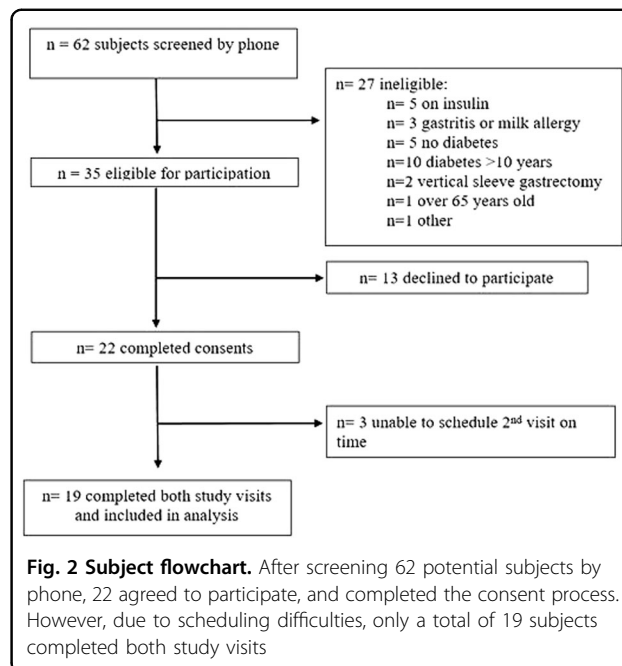 n = 62 subjects screened by phone
n= 27 ineligible:
n= 5 on insulin
n= 3 gastritis or milk allergy
n= 5 no diabetes
n=10 diabetes >10 years
n=2 vertical sleeve gastrectomy
n=1 over 65 years old
n=1 other
n = 35 eligible for participation
n= 13 declined to participate
n= 22 completed consents
n= 3 unable to schedule 2nd visit on
time
n= 19 completed both study visits
and included in analysis
Fig. 2 Subject flowchart. After screening 62 potential subjects by
phone, 22 agreed to participate, and completed the consent process.
However, due to scheduling difficulties, only a total of 19 subjects
completed both study visits